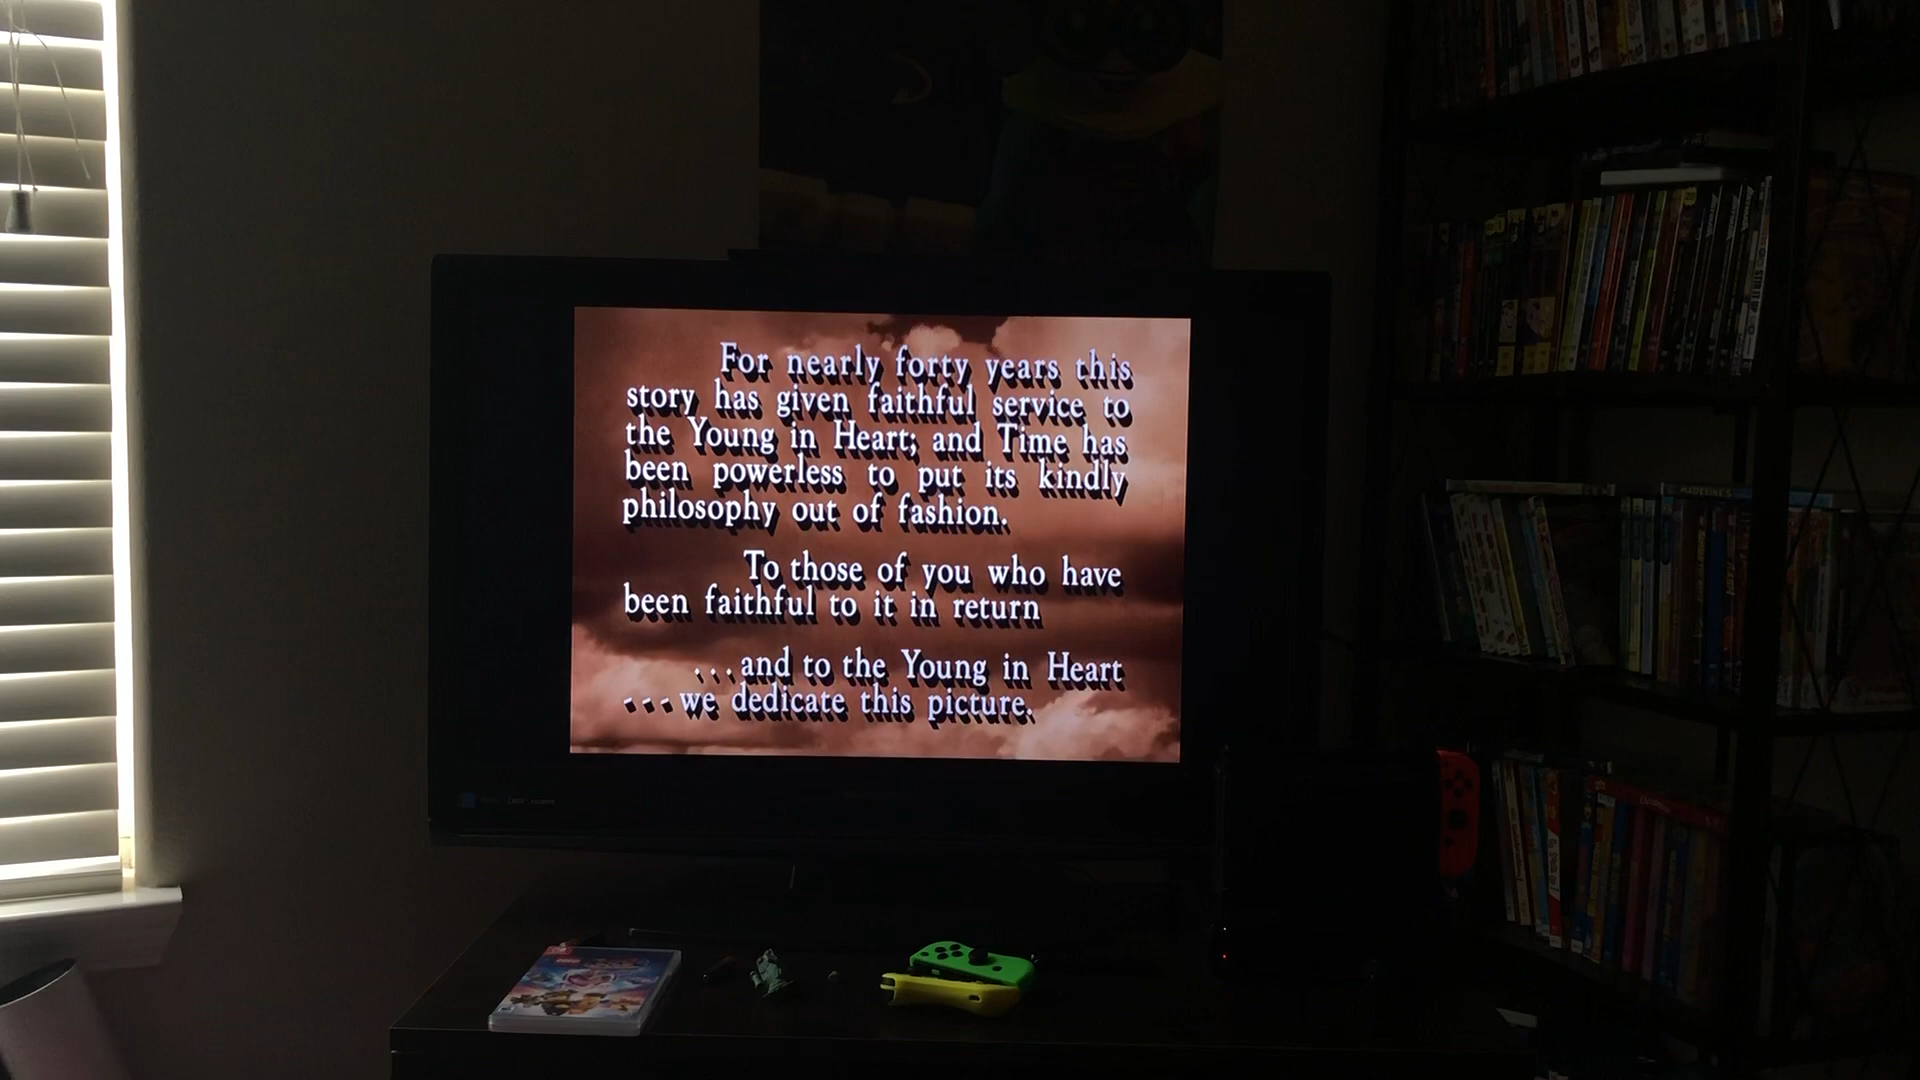 For nearly forty years this
story has given faithful service to
the Young in Heart; and Time has
been powerless to put its kindly
philosophy out of fashion.
To those of you who have
been faithful to it in return
...and to the Young in Heart
...we dedicate this picture.